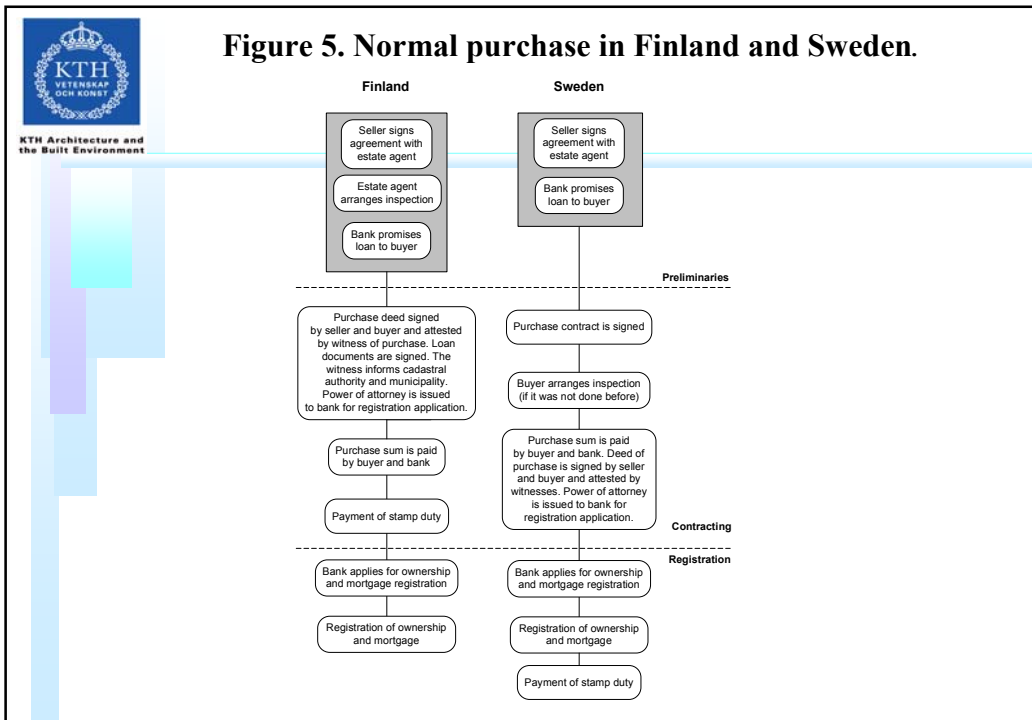 Figure 5. Normal purchase in Finland and Sweden.
KTH
VETENSKAP
OCH KONST
KTH Architecture and
the Built Environment
Finland
Seller signs
agreement with
estate agent
Estate agent
arranges inspection
Bank promises
loan to buyer
Sweden
Seller signs
agreement with
estate agent
Bank promises
loan to buyer
Preliminaries
Purchase deed signed
by seller and buyer and attested
by witness of purchase. Loan
documents are signed. The
witness informs cadastral
authority and municipality.
Power of attorney is issued
to bank for registration application.
Purchase sum is paid
by buyer and bank
Payment of stamp duty
Purchase contract is signed
Buyer arranges inspection
(if it was not done before)
Purchase sum is paid
by buyer and bank. Deed of
purchase is signed by seller
and buyer and attested by
witnesses. Power of attorney
is issued to bank for
registration application.
Contracting
Registration
Bank applies for ownership
and mortgage registration
Registration of ownership
and mortgage
Bank applies for ownership
and mortgage registration
Registration of ownership
and mortgage
Payment of stamp duty